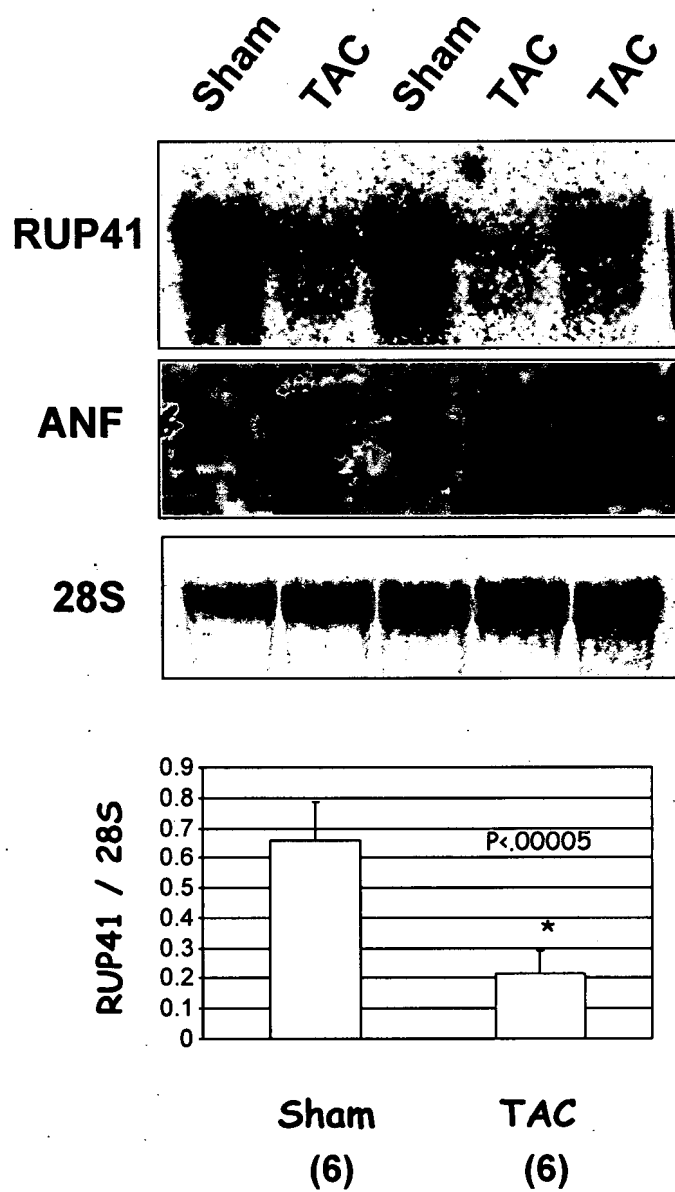 Sham TAC Sham TAC TAC
RUP41
ANF
28S
0.9
0.8
0.7
0.6
0.5
0.4
0.3
0.2
0.1
0
RUP41 / 28S
P<.00005
*
Sham TAC
(6) (6)